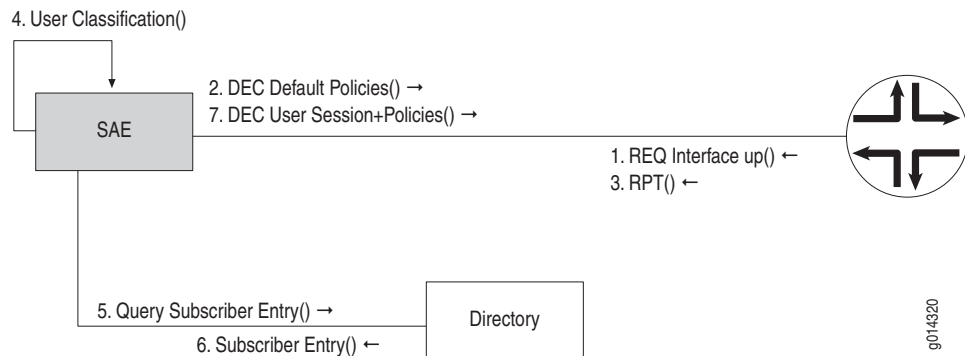 4. User Classification()
2. DEC Default Policies() →
7. DEC User Session+Policies() →
SAE
1. REQ Interface up() ←
3. RPT() ←
5. Query Subscriber Entry() →
6. Subscriber Entry() ←
Directory
g014320